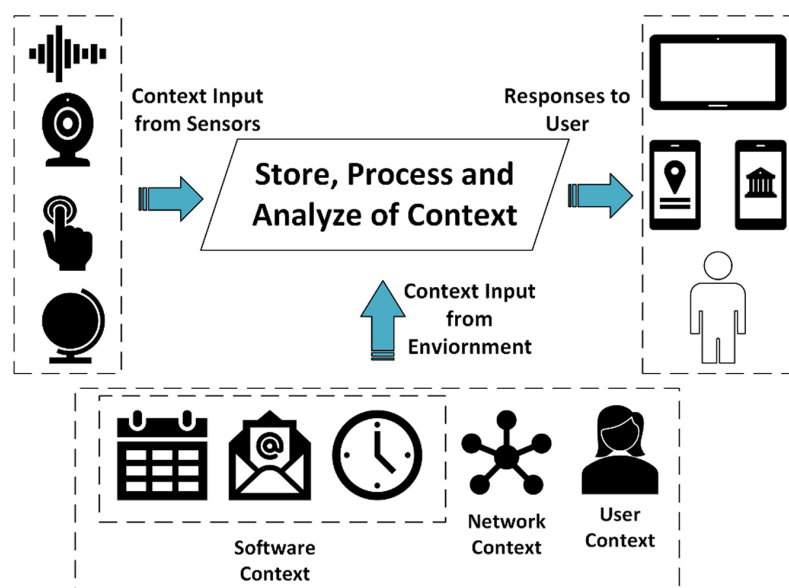 Context Input
from Sensors
Responses to
User
Store, Process and
Analyze of Context
Context Input
from
Enviornment
@
Software
Context
Network
Context
User
Context